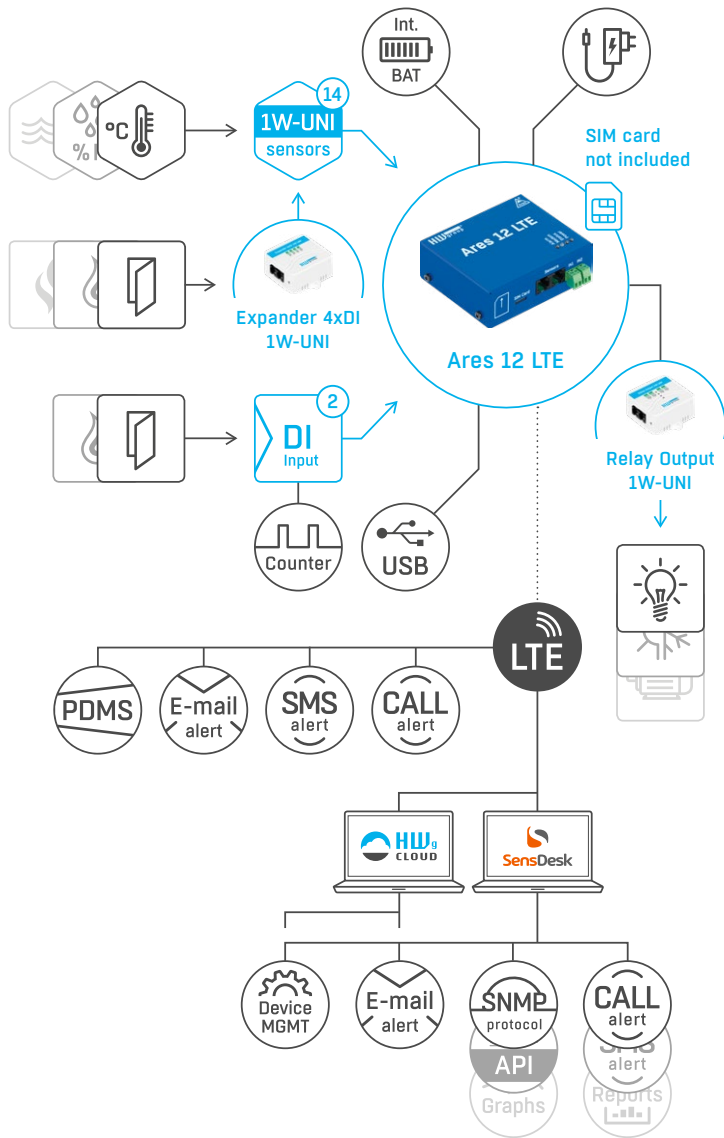 Int.
BAT
SIM card
not included
14
1W-UNI
sensors
°C
%
HW
Ares 12 LTE
Expander 4xDI
1W-UNI
Ares 12 LTE
2
DI
Input
Relay Output
1W-UNI
Counter
USB
LTE
PDMS
E-mail
alert
SMS
alert
CALL
alert
HWg
CLOUD
SensDesk
Device
MGMT
E-mail
alert
SNMP
protocol
CALL
alert
API
SMS
alert
Graphs
Reports